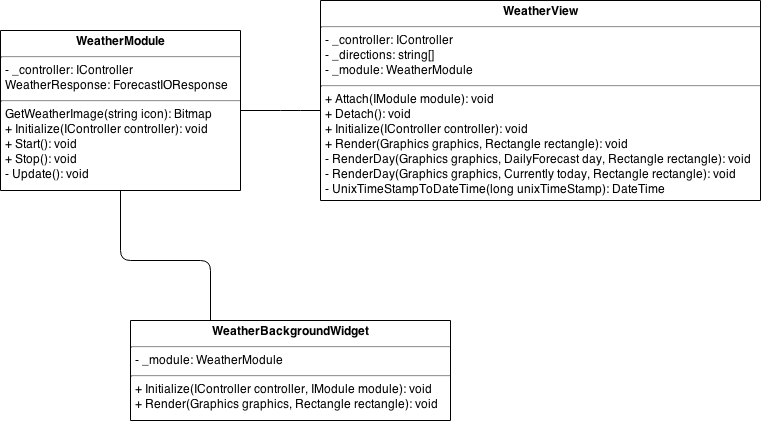 WeatherModule
- _controller: IController
WeatherResponse: ForecastIOResponse
GetWeatherImage(string icon): Bitmap
+ Initialize(IController controller): void
+ Start(): void
+ Stop(): void
- Update(): void
WeatherView
- _controller: IController
- _directions: string[]
- _module: WeatherModule
+ Attach(IModule module): void
+ Detach(): void
+ Initialize(IController controller): void
+ Render(Graphics graphics, Rectangle rectangle): void
- RenderDay(Graphics graphics, DailyForecast day, Rectangle rectangle): void
- RenderDay(Graphics graphics, Currently today, Rectangle rectangle): void
- UnixTimeStampToDateTime(long unixTimeStamp): DateTime
WeatherBackgroundWidget
- _module: WeatherModule
+ Initialize(IController controller, IModule module): void
+ Render(Graphics graphics, Rectangle rectangle): void